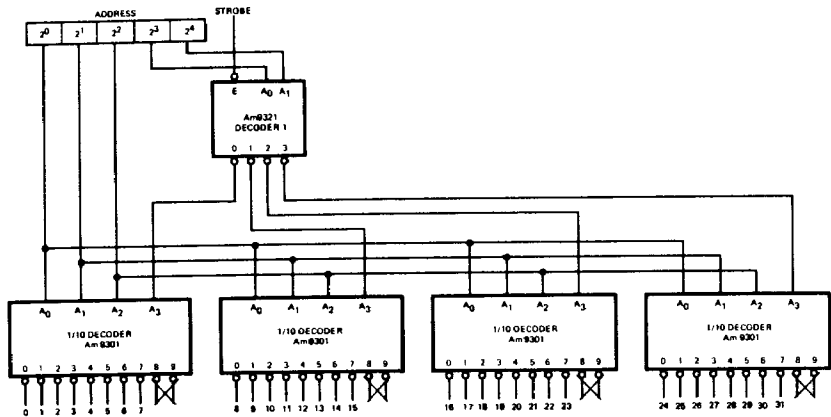 ADDRESS
STROBE
2⁰ 2¹ 2² 2³ 2⁴
E A₀ A₁
Am9321
DECODER 1
0 1 2 3
A₀ A₁ A₂ A₃
1/10 DECODER
Am9301
0 1 2 3 4 5 6 7 8 9
0 1 2 3 4 5 6 7
A₀ A₁ A₂ A₃
1/10 DECODER
Am9301
0 1 2 3 4 5 6 7 8 9
8 9 10 11 12 13 14 15
A₀ A₁ A₂ A₃
1/10 DECODER
Am9301
0 1 2 3 4 5 6 7 8 9
16 17 18 19 20 21 22 23
A₀ A₁ A₂ A₃
1/10 DECODER
Am9301
0 1 2 3 4 5 6 7 8 9
24 25 26 27 28 29 30 31